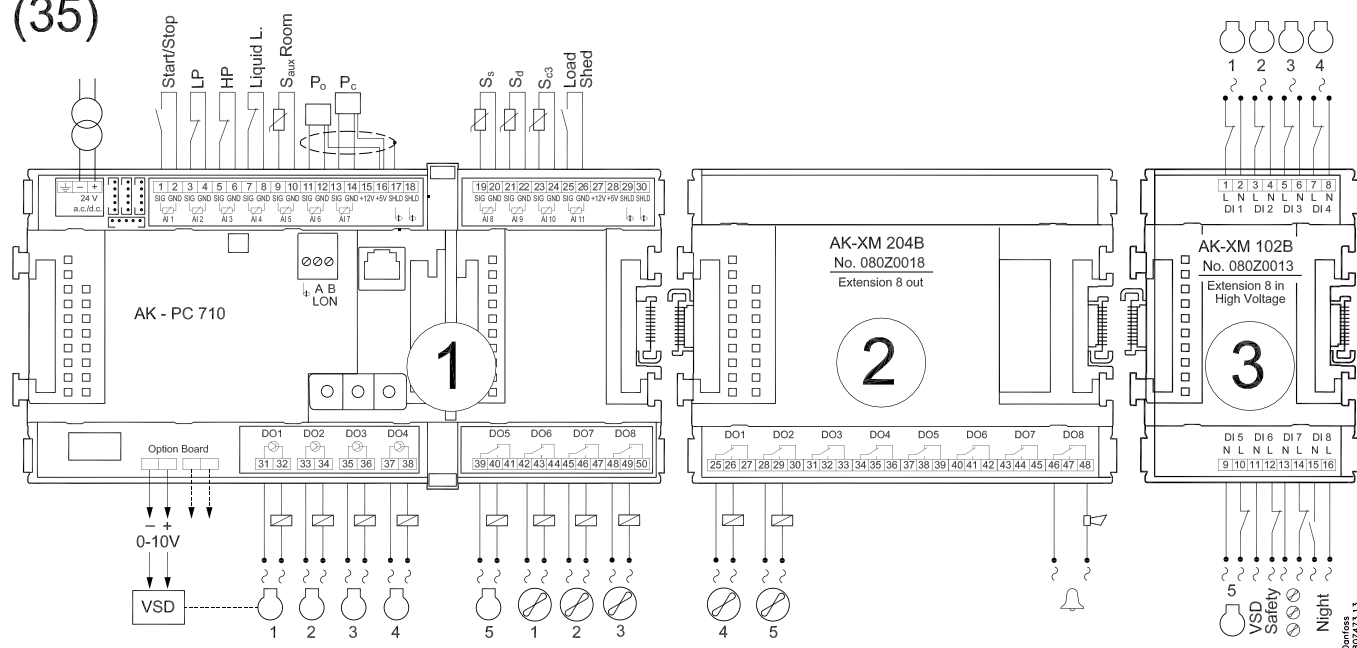 (35)
Start/Stop
LP
HP
Liquid L.
Saux Room
Po
Pc
Ss
Sd
Sc3
Load
Shed
1 2 3 4
− +
24 V
a.c./d.c.
1 2 3 4 5 6 7 8 9 10 11 12 13 14 15 16 17 18
SIG GND SIG GND SIG GND SIG GND SIG GND SIG GND SIG GND +12V +5V SHLD SHLD
AI 1 AI 2 AI 3 AI 4 AI 5 AI 6 AI 7
19 20 21 22 23 24 25 26 27 28 29 30
SIG GND SIG GND SIG GND SIG GND +12V +5V SHLD SHLD
AI 8 AI 9 AI 10 AI 11
1 2 3 4 5 6 7 8
L N L N L N L N
DI 1 DI 2 DI 3 DI 4
A B
LON
AK - PC 710
1
AK-XM 204B
No. 080Z0018
Extension 8 out
2
AK-XM 102B
No. 080Z0013
Extension 8 in
High Voltage
3
Option Board
DO1 DO2 DO3 DO4
31 32 33 34 35 36 37 38
DO5 DO6 DO7 DO8
39 40 41 42 43 44 45 46 47 48 49 50
DO1 DO2 DO3 DO4 DO5 DO6 DO7 DO8
25 26 27 28 29 30 31 32 33 34 35 36 37 38 39 40 41 42 43 44 45 46 47 48
DI 5 DI 6 DI 7 DI 8
N L N L N L N L
9 10 11 12 13 14 15 16
− +
0-10V
VSD
1 2 3 4
5 1 2 3
4 5
5
VSD
Safety
Night
Danfoss